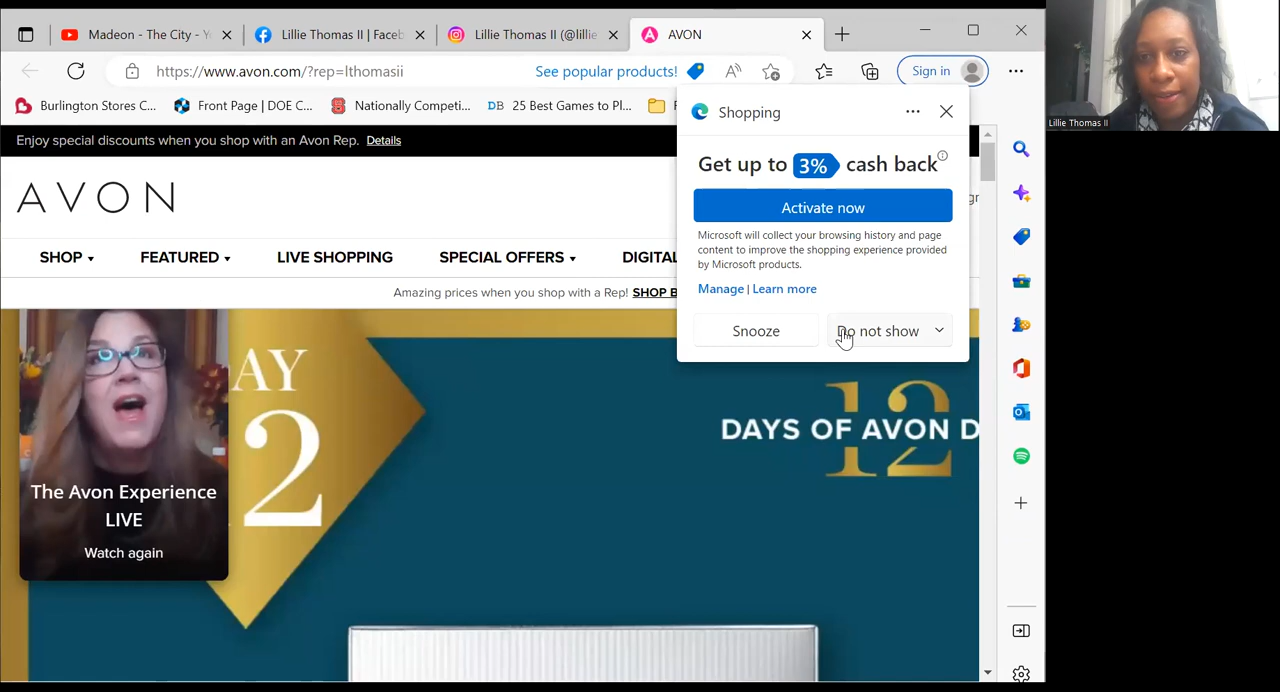 Madeon - The City - Y
Lillie Thomas II | Faceb
Lillie Thomas II (@lillie
AVON
https://www.avon.com/?rep=lthomasii
See popular products!
Sign in
Burlington Stores C...
Front Page | DOE C...
Nationally Competi...
DB
25 Best Games to Pl...
Enjoy special discounts when you shop with an Avon Rep. Details
AVON
SHOP
FEATURED
LIVE SHOPPING
SPECIAL OFFERS
DIGITAL
Amazing prices when you shop with a Rep! SHOP B
Shopping
Get up to 3% cash back
Activate now
Microsoft will collect your browsing history and page
content to improve the shopping experience provided
by Microsoft products.
Manage | Learn more
Snooze
Do not show
AY
2
12
DAYS OF AVON D
The Avon Experience
LIVE
Watch again
Lillie Thomas II